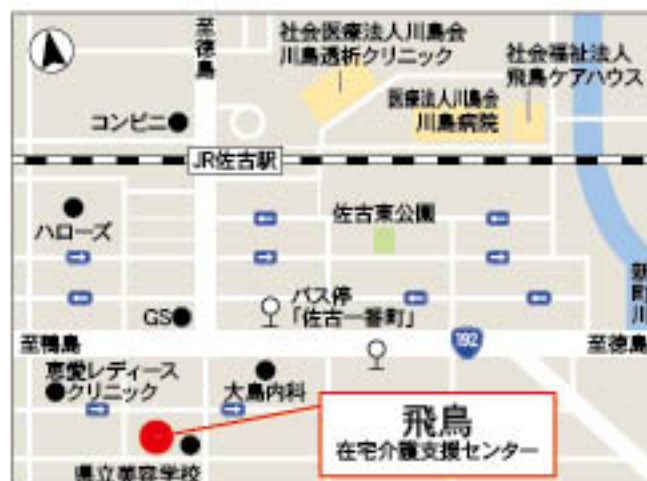 至徳島
社会医療法人川島会
川島透析クリニック
社会福祉法人
飛鳥ケアハウス
医療法人川島会
川島病院
コンビニ
JR佐古駅
ハローズ
佐古東公園
新町川
バス停
「佐古一番町」
GS
192
至鴨島
至徳島
恵愛レディース
クリニック
大島内科
飛鳥
在宅介護支援センター
県立美容学校